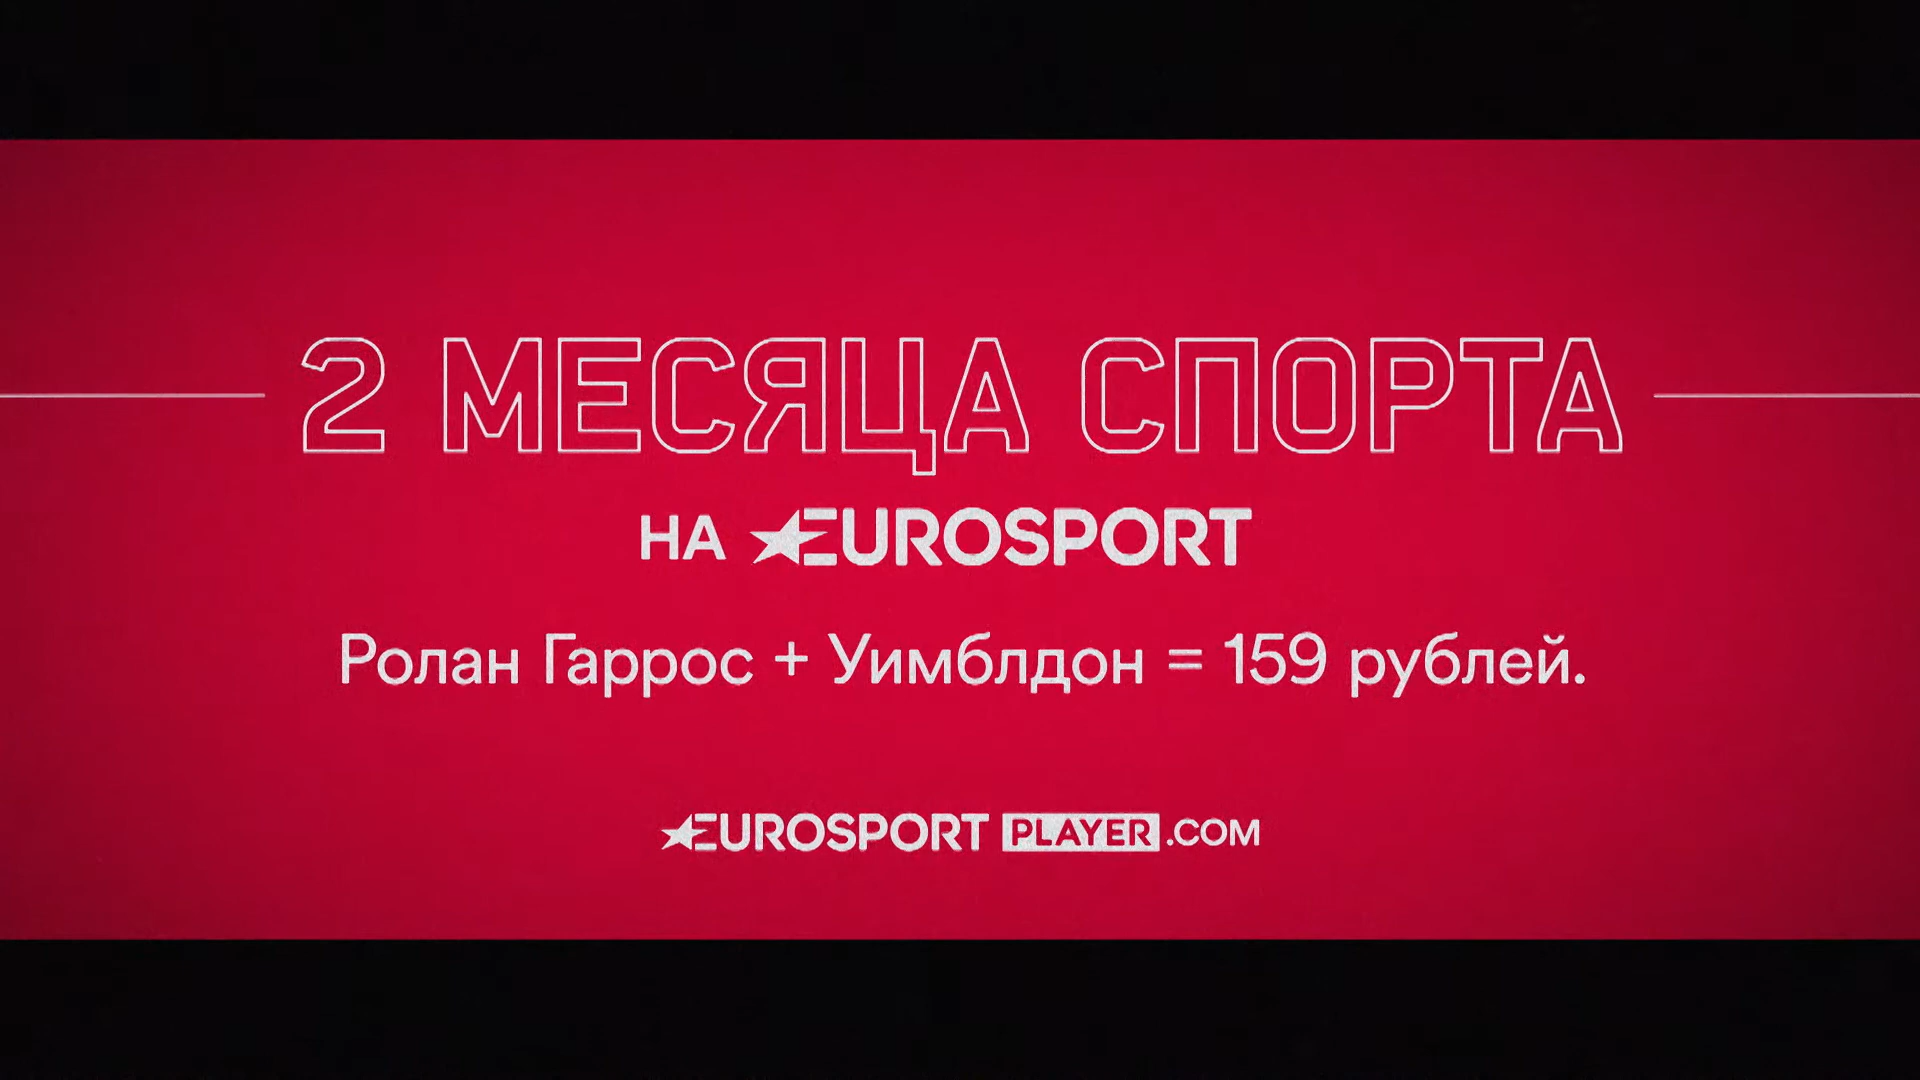 2 МЕСЯЦА СПОРТА
НА EUROSPORT
Ролан Гаррос + Уимблдон = 159 рублей.
EUROSPORT PLAYER.COM